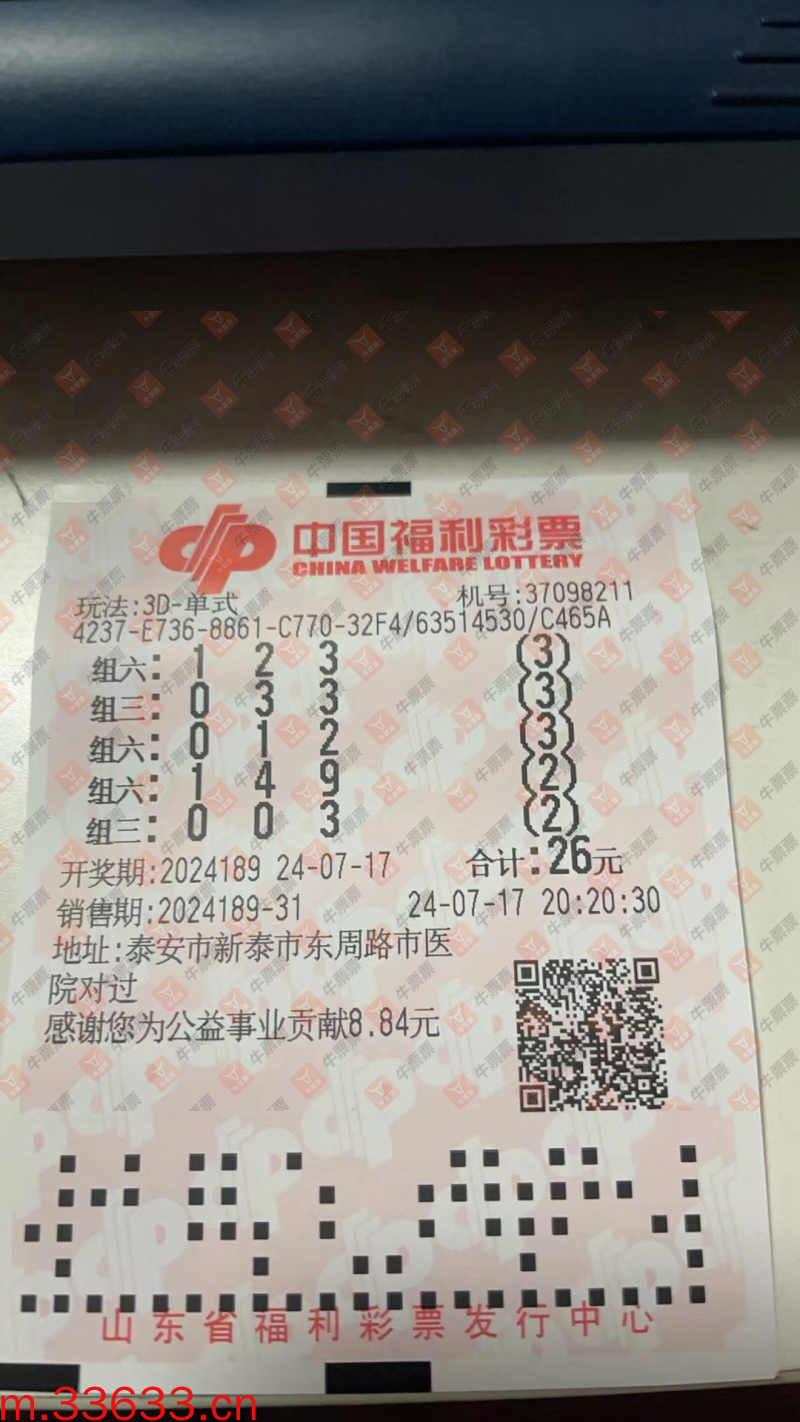 中国福利彩票
CHINA WELFARE LOTTERY
玩法:3D-单式 机号:37098211
4237-E736-8861-C770-32F4/63514530/C465A
组六: 1 2 3 (3)
组三: 0 3 3 (3)
组六: 0 1 2 (3)
组六: 1 4 9 (2)
组三: 0 0 3 (2)
开奖期:2024189 24-07-17 合计:26元
销售期:2024189-31 24-07-17 20:20:30
地址:泰安市新泰市东周路市医
院对过
感谢您为公益事业贡献8.84元
山东省福利彩票发行中心
m.33633.cn
牛票票